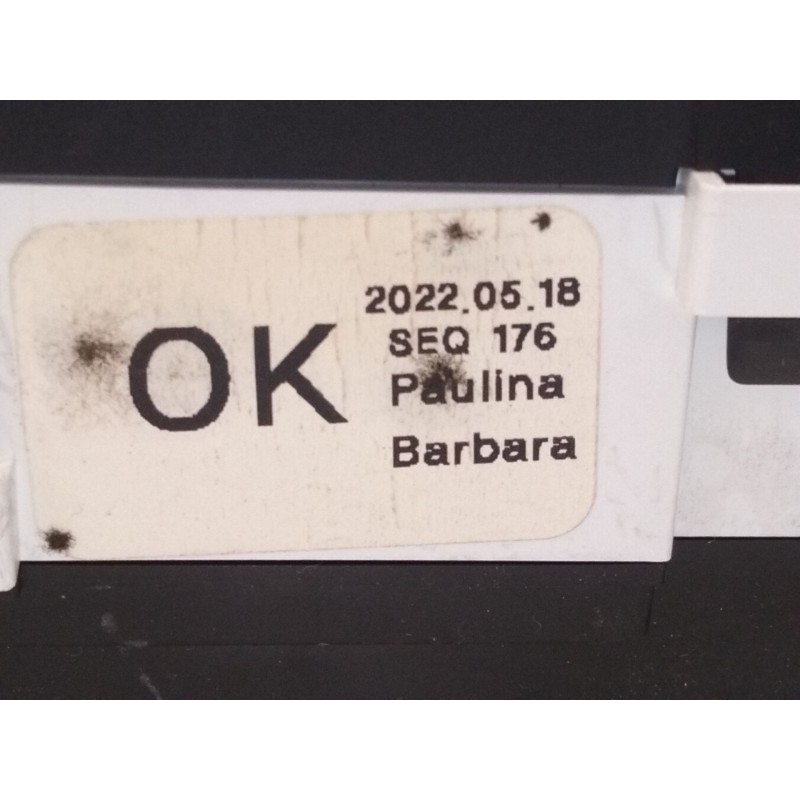 OK
2022.05.18
SEQ 176
Paulina
Barbara